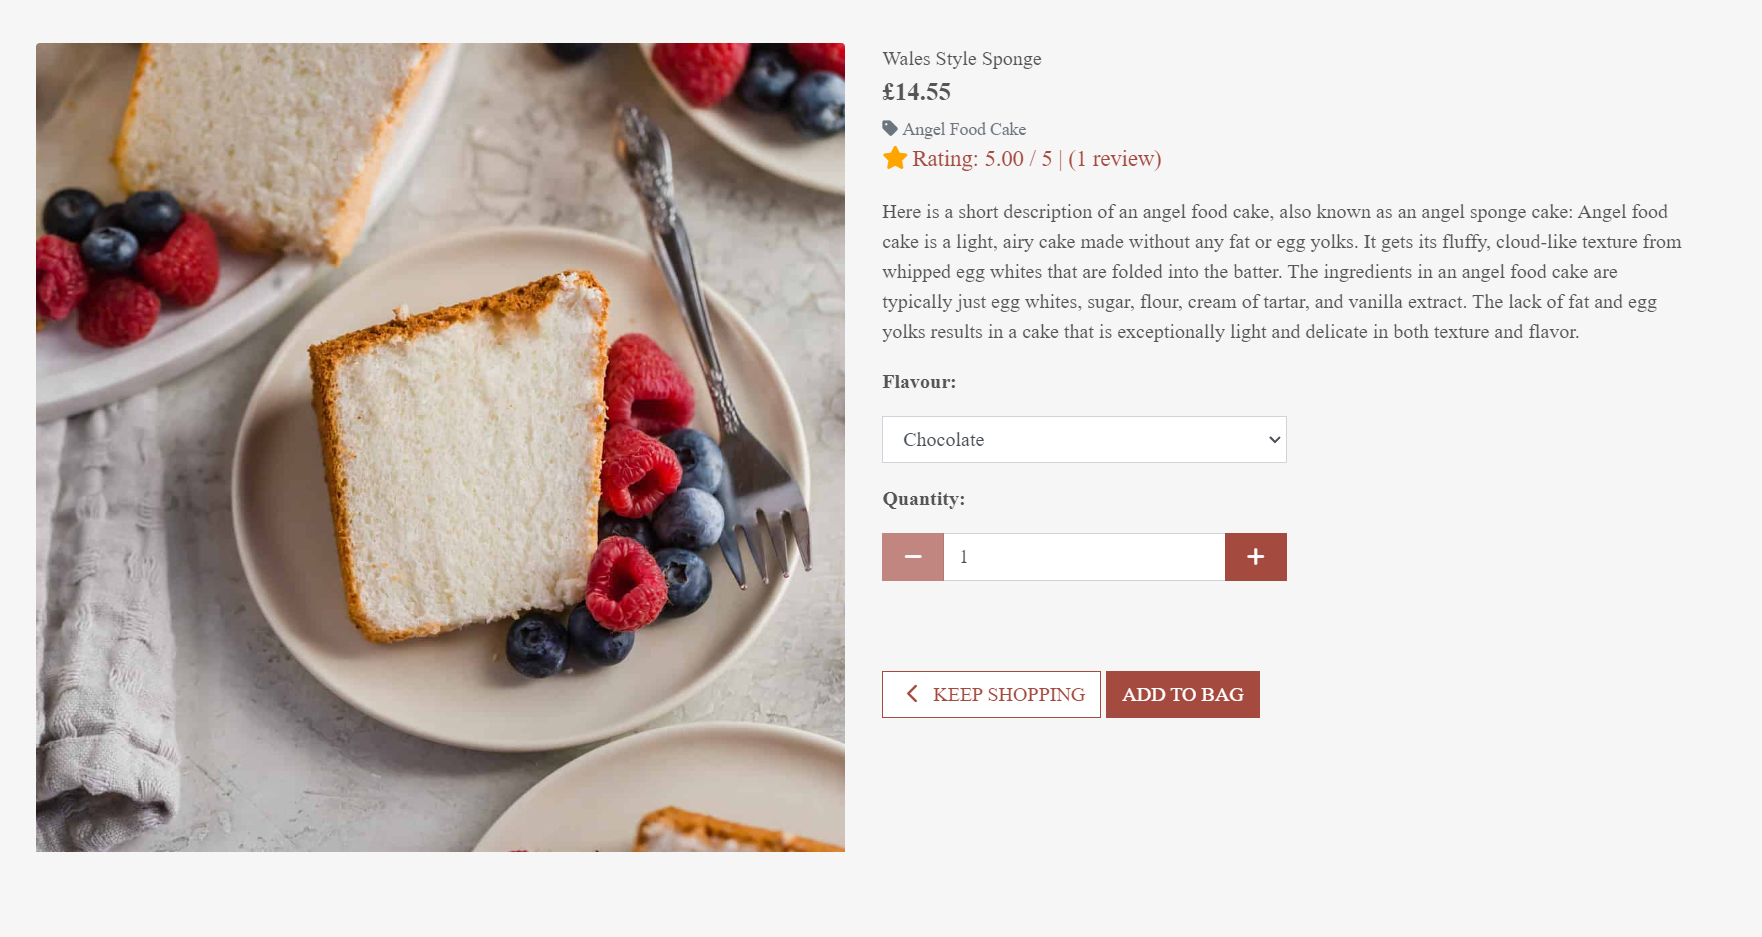 Wales Style Sponge
£14.55
Angel Food Cake
Rating: 5.00 / 5 | (1 review)
Here is a short description of an angel food cake, also known as an angel sponge cake: Angel food
cake is a light, airy cake made without any fat or egg yolks. It gets its fluffy, cloud-like texture from
whipped egg whites that are folded into the batter. The ingredients in an angel food cake are
typically just egg whites, sugar, flour, cream of tartar, and vanilla extract. The lack of fat and egg
yolks results in a cake that is exceptionally light and delicate in both texture and flavor.
Flavour:
Chocolate
Quantity:
1
KEEP SHOPPING ADD TO BAG